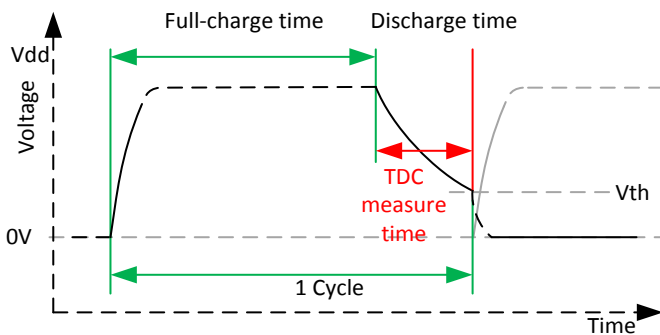 Full-charge time
Discharge time
Vdd
Voltage
TDC
measure
time
Vth
0V
1 Cycle
Time